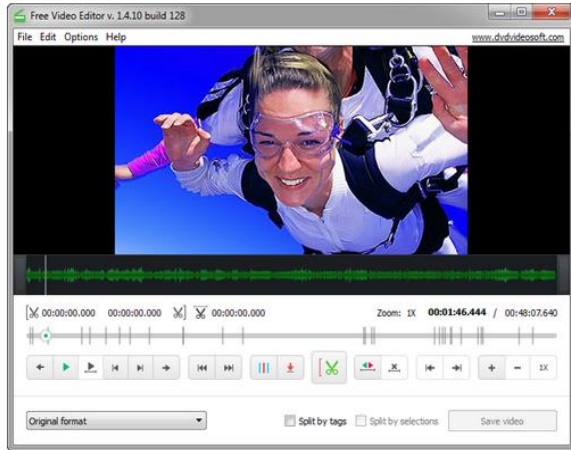 Free Video Editor v. 1.4.10 build 128
File Edit Options Help www.dvdvideosoft.com
00:00:00.000 00:00:00.000 00:00:00.000 Zoom: 1X 00:01:46.444 / 00:48:07.640
1X
Original format Split by tags Split by selections Save video